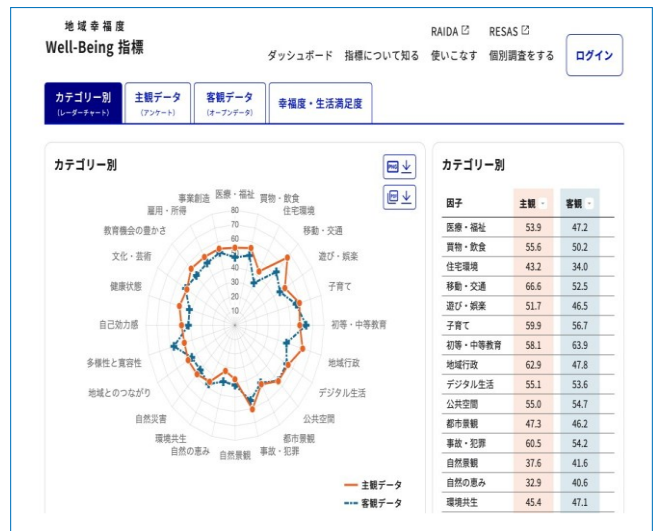 地域幸福度
Well-Being 指標
RAIDA RESAS
ダッシュボード 指標について知る 使いこなす 個別調査をする
ログイン
カテゴリー別
(レーダーチャート)
主観データ
(アンケート)
客観データ
(オープンデータ)
幸福度・生活満足度
カテゴリー別
医療・福祉
買物・飲食
住宅環境
移動・交通
遊び・娯楽
子育て
初等・中等教育
地域行政
デジタル生活
公共空間
都市景観
事故・犯罪
自然景観
自然の恵み
環境共生
自然災害
地域とのつながり
多様性と寛容性
自己効力感
健康状態
文化・芸術
教育機会の豊かさ
雇用・所得
事業創造
80
70
60
50
40
30
20
10
主観データ
客観データ
カテゴリー別
因子 主観 客観
医療・福祉 53.9 47.2
買物・飲食 55.6 50.2
住宅環境 43.2 34.0
移動・交通 66.6 52.5
遊び・娯楽 51.7 46.5
子育て 59.9 56.7
初等・中等教育 58.1 63.9
地域行政 62.9 47.8
デジタル生活 55.1 53.6
公共空間 55.0 54.7
都市景観 47.3 46.2
事故・犯罪 60.5 54.2
自然景観 37.6 41.6
自然の恵み 32.9 40.6
環境共生 45.4 47.1